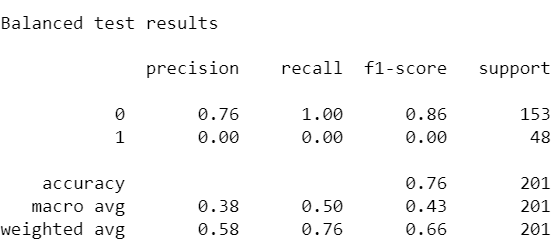 Balanced test results
precision recall f1-score support
0 0.76 1.00 0.86 153
1 0.00 0.00 0.00 48
accuracy 0.76 201
macro avg 0.38 0.50 0.43 201
weighted avg 0.58 0.76 0.66 201